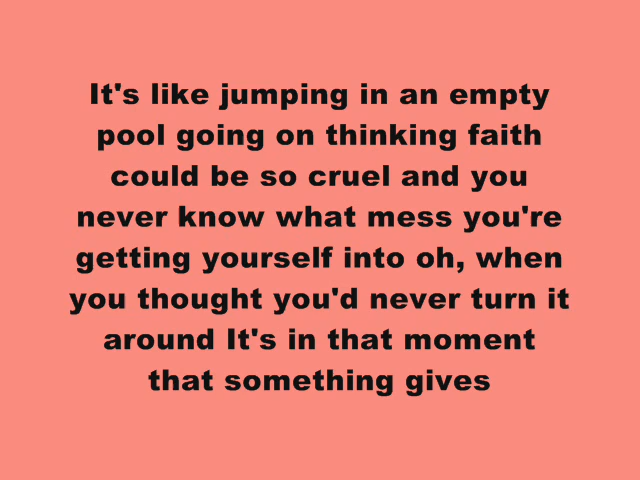 It's like jumping in an empty
pool going on thinking faith
could be so cruel and you
never know what mess you're
getting yourself into oh, when
you thought you'd never turn it
around It's in that moment
that something gives